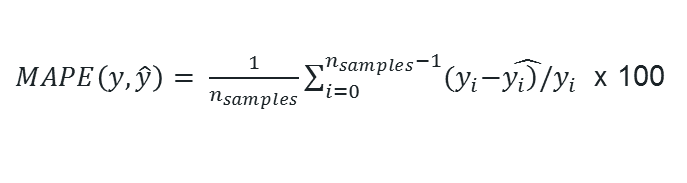 MAPE(y,ŷ) = 1/n_samples ∑_{i=0}^{n_samples−1} (y_i−ŷ_i)/y_i x 100